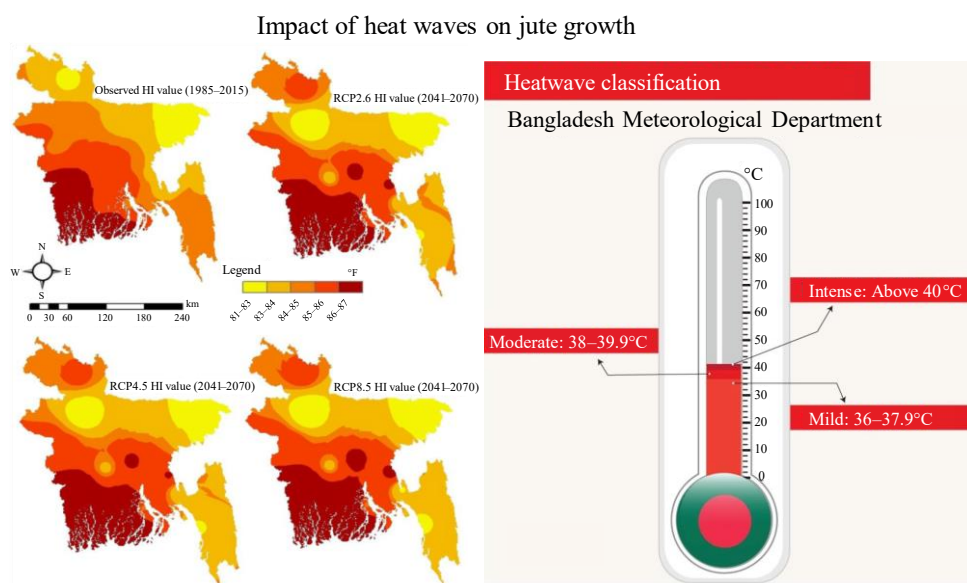 Impact of heat waves on jute growth
Observed HI value (1985–2015)
RCP2.6 HI value (2041–2070)
N
W E
S
km
0 30 60 120 180 240
Legend
°F
81–83
83–84
84–85
85–86
86–87
RCP4.5 HI value (2041–2070)
RCP8.5 HI value (2041–2070)
Heatwave classification
Bangladesh Meteorological Department
°C
100
90
80
70
60
50
40
30
20
10
0
Intense: Above 40°C
Moderate: 38–39.9°C
Mild: 36–37.9°C